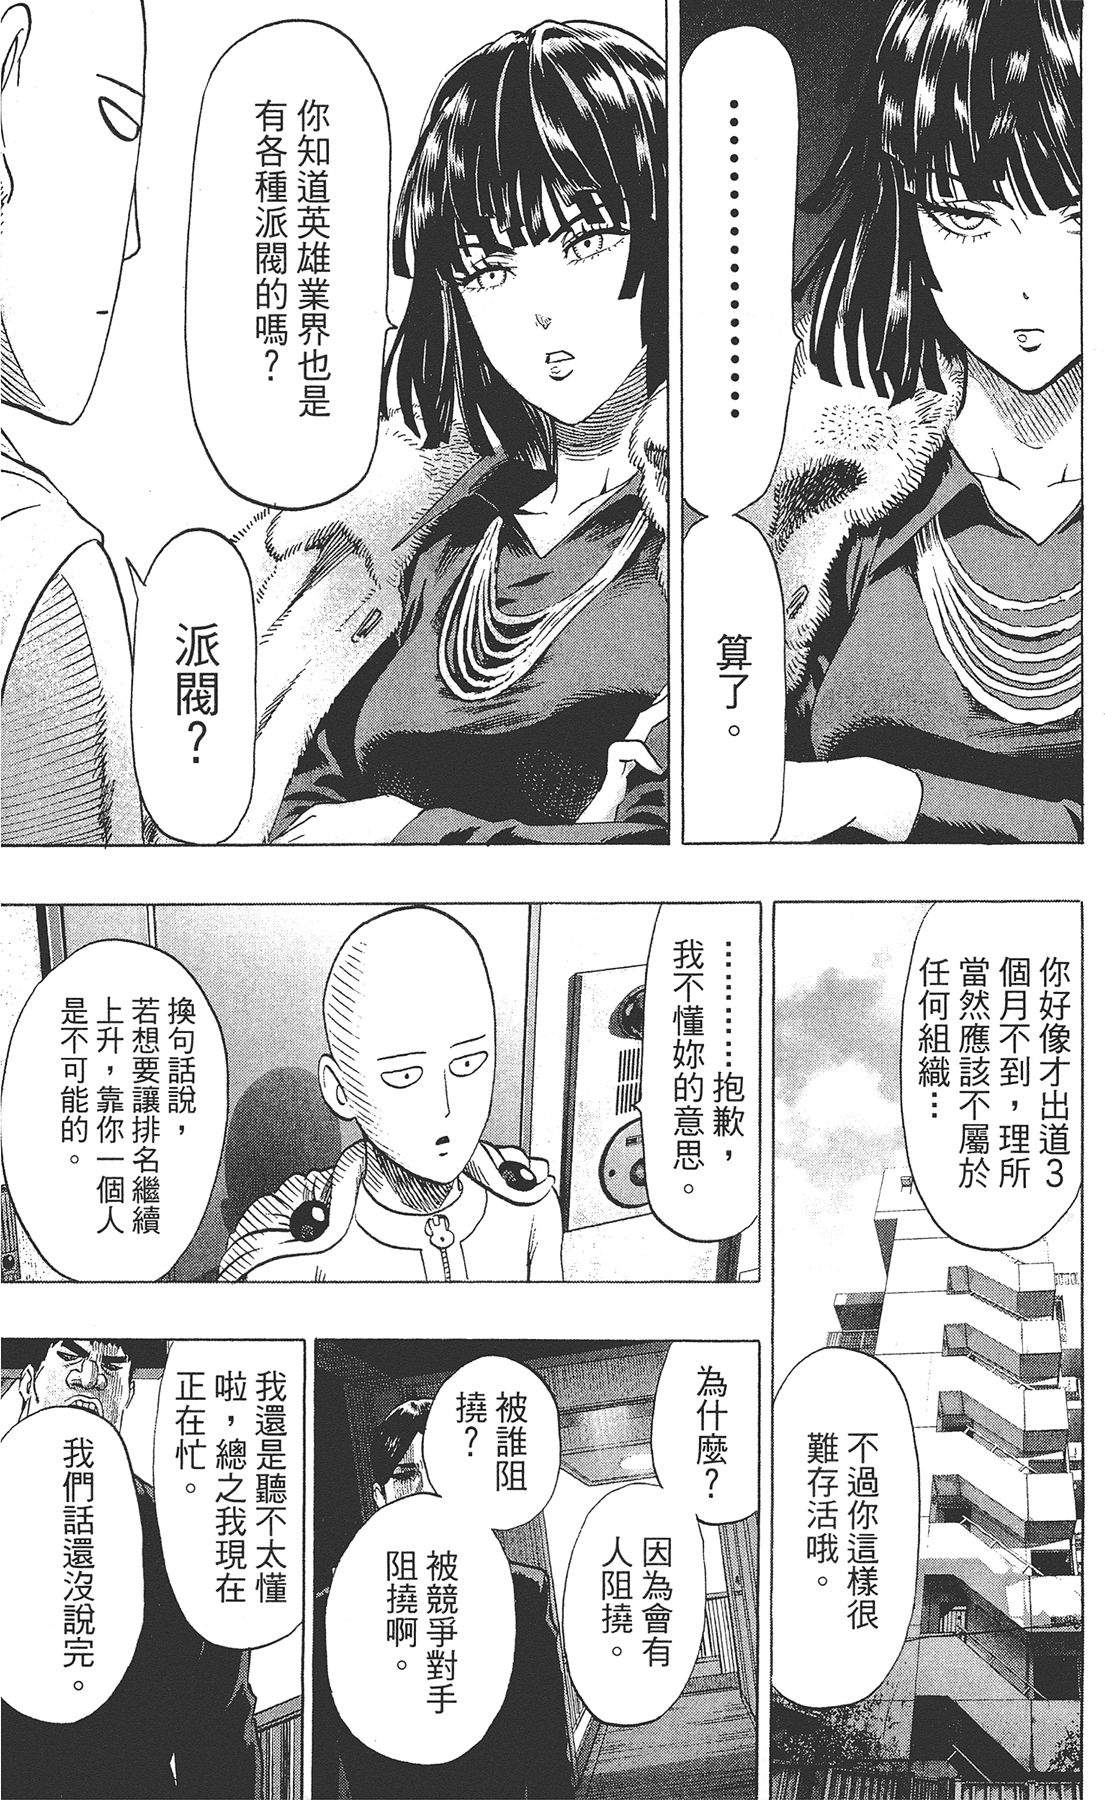 ………………
算了。
你知道英雄業界也是
有各種派閥的嗎？
派閥？
你好像才出道3
個月不到，理所
當然應該不屬於
任何組織…
不過你這樣很
難存活哦。
…………抱歉，
我不懂妳的意思。
換句話說，
若想要讓排名繼續
上升，靠你一個人
是不可能的。
為什麼？
因為會有
人阻撓。
被誰阻
撓？
被競爭對手
阻撓啊。
我還是聽不太懂
啦，總之我現在
正在忙。
我們話還沒說完。